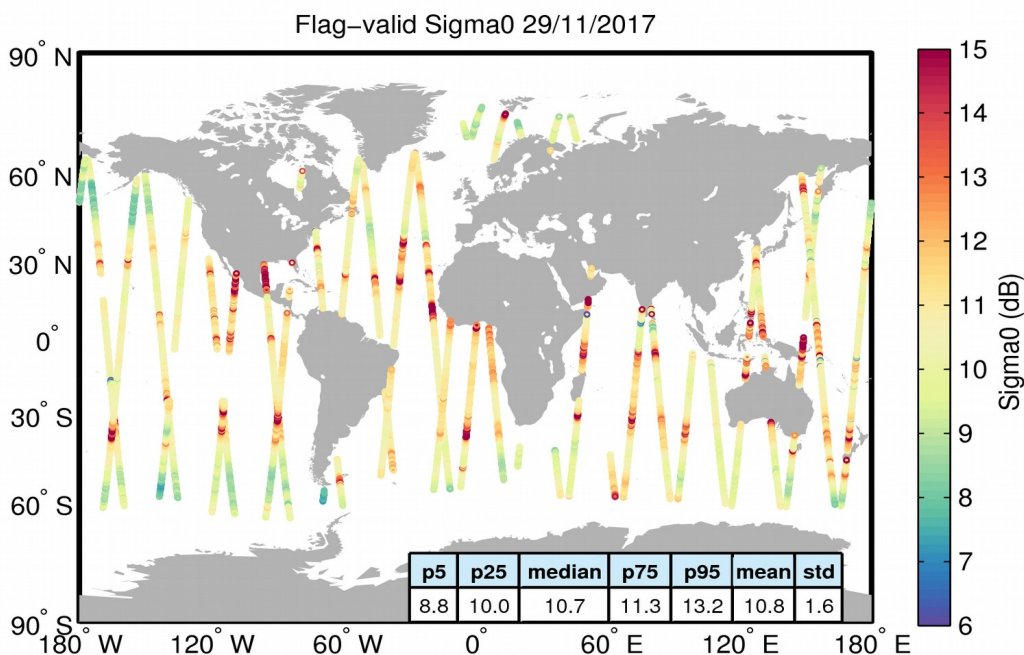 Flag-valid Sigma0 29/11/2017
90° N
60° N
30° N
0°
30° S
60° S
90° S
180° W 120° W 60° W 0° 60° E 120° E 180° E
p5 p25 median p75 p95 mean std
8.8 10.0 10.7 11.3 13.2 10.8 1.6
15
14
13
12
11
10
9
8
7
6
Sigma0 (dB)